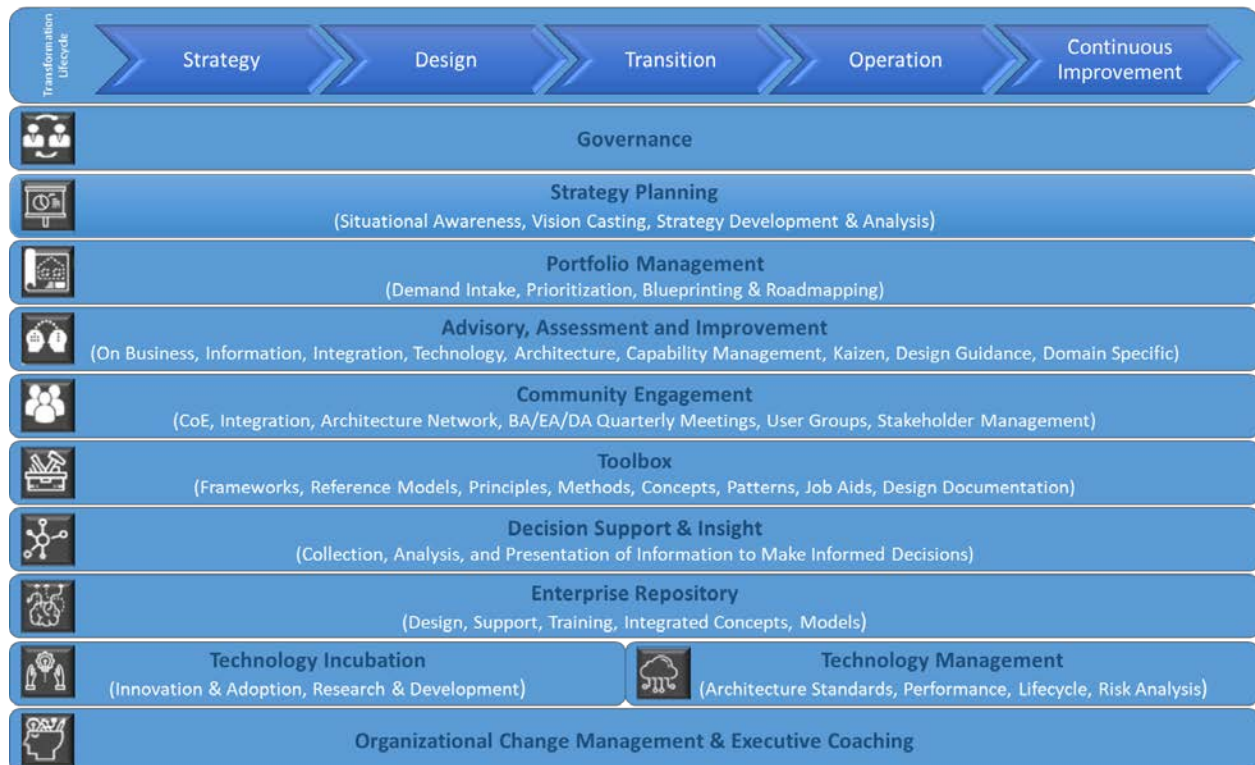 Transformation
Lifecycle
Strategy
Design
Transition
Operation
Continuous
Improvement
Governance
Strategy Planning
(Situational Awareness, Vision Casting, Strategy Development & Analysis)
Portfolio Management
(Demand Intake, Prioritization, Blueprinting & Roadmapping)
Advisory, Assessment and Improvement
(On Business, Information, Integration, Technology, Architecture, Capability Management, Kaizen, Design Guidance, Domain Specific)
Community Engagement
(CoE, Integration, Architecture Network, BA/EA/DA Quarterly Meetings, User Groups, Stakeholder Management)
Toolbox
(Frameworks, Reference Models, Principles, Methods, Concepts, Patterns, Job Aids, Design Documentation)
Decision Support & Insight
(Collection, Analysis, and Presentation of Information to Make Informed Decisions)
Enterprise Repository
(Design, Support, Training, Integrated Concepts, Models)
Technology Incubation
(Innovation & Adoption, Research & Development)
Technology Management
(Architecture Standards, Performance, Lifecycle, Risk Analysis)
Organizational Change Management & Executive Coaching